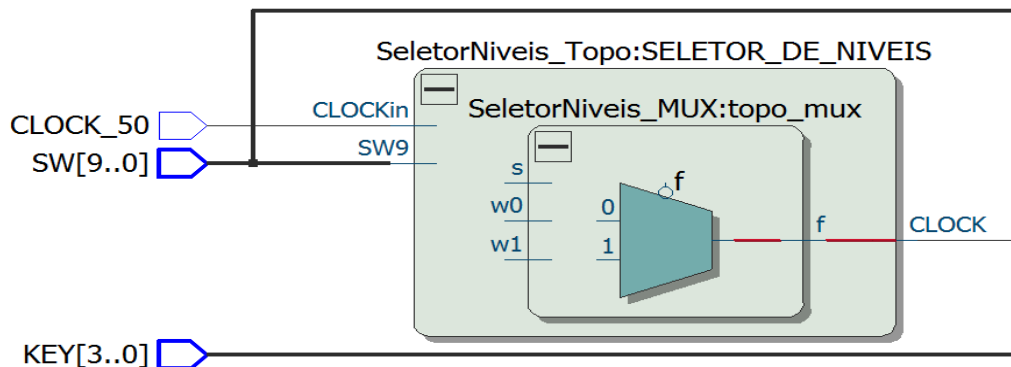 SeletorNiveis_Topo:SELETOR_DE_NIVEIS
CLOCK_50
CLOCKin
SeletorNiveis_MUX:topo_mux
SW[9..0]
SW9
s
f
w0
0
w1
1
f
CLOCK
KEY[3..0]